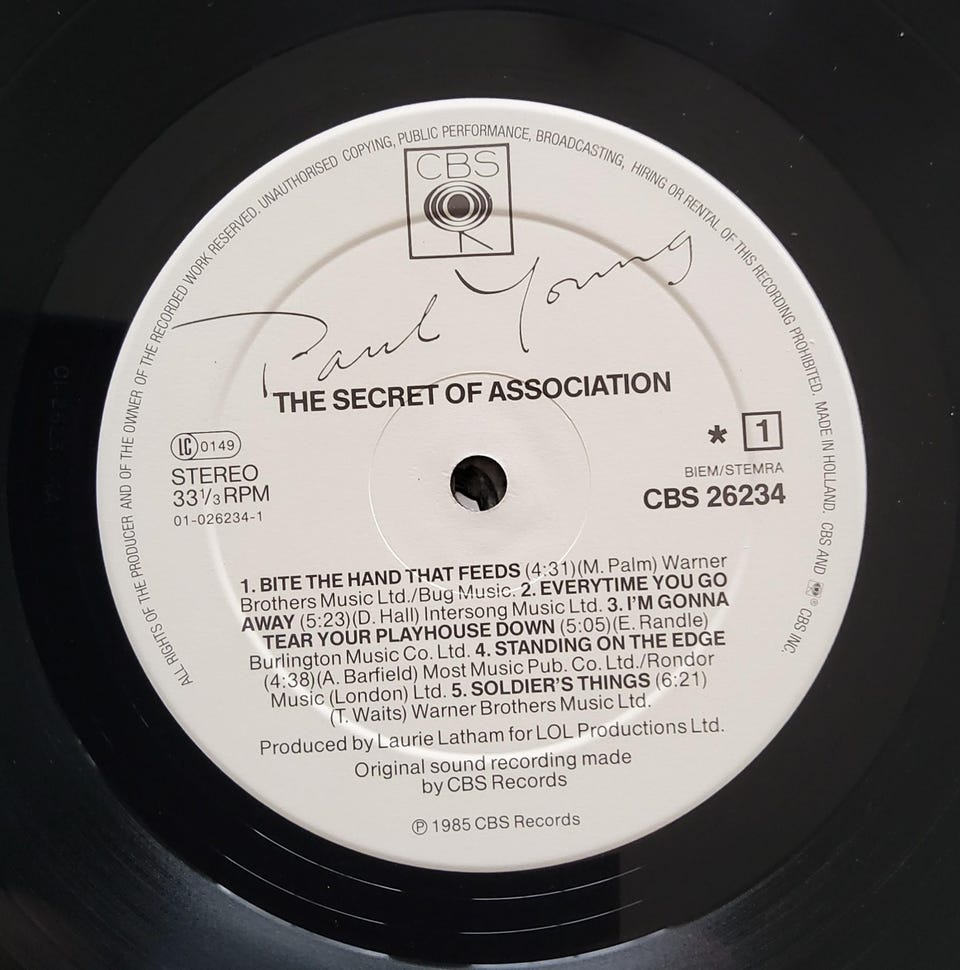 ALL RIGHTS OF THE PRODUCER AND OF THE OWNER OF THE RECORDED WORK RESERVED. UNAUTHORISED COPYING, PUBLIC PERFORMANCE, BROADCASTING, HIRING OR RENTAL OF THIS RECORDING PROHIBITED. MADE IN HOLLAND. CBS AND ® CBS INC.
CBS
Paul Young
THE SECRET OF ASSOCIATION
* 1
LC 0149
STEREO
33⅓ RPM
01-026234-1
BIEM/STEMRA
CBS 26234
1. BITE THE HAND THAT FEEDS (4:31)(M. Palm) Warner
Brothers Music Ltd./Bug Music. 2. EVERYTIME YOU GO
AWAY (5:23)(D. Hall) Intersong Music Ltd. 3. I'M GONNA
TEAR YOUR PLAYHOUSE DOWN (5:05)(E. Randle)
Burlington Music Co. Ltd. 4. STANDING ON THE EDGE
(4:38)(A. Barfield) Most Music Pub. Co. Ltd./Rondor
Music (London) Ltd. 5. SOLDIER'S THINGS (6:21)
(T. Waits) Warner Brothers Music Ltd.
Produced by Laurie Latham for LOL Productions Ltd.
Original sound recording made
by CBS Records
℗ 1985 CBS Records